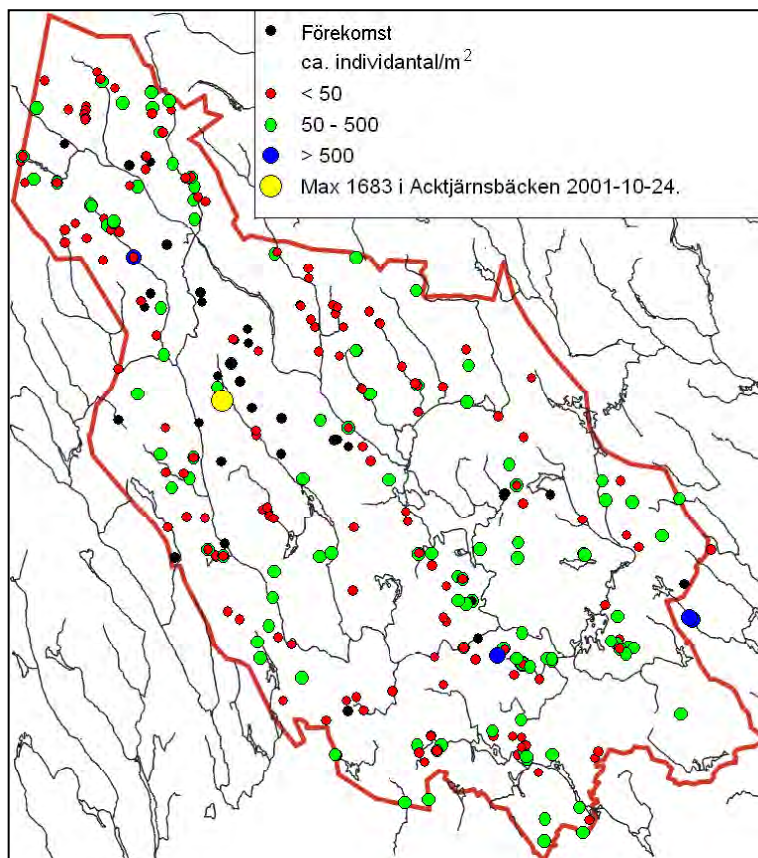 Förekomst
ca. individantal/m²
< 50
50 - 500
> 500
Max 1683 i Acktjärnsbäcken 2001-10-24.